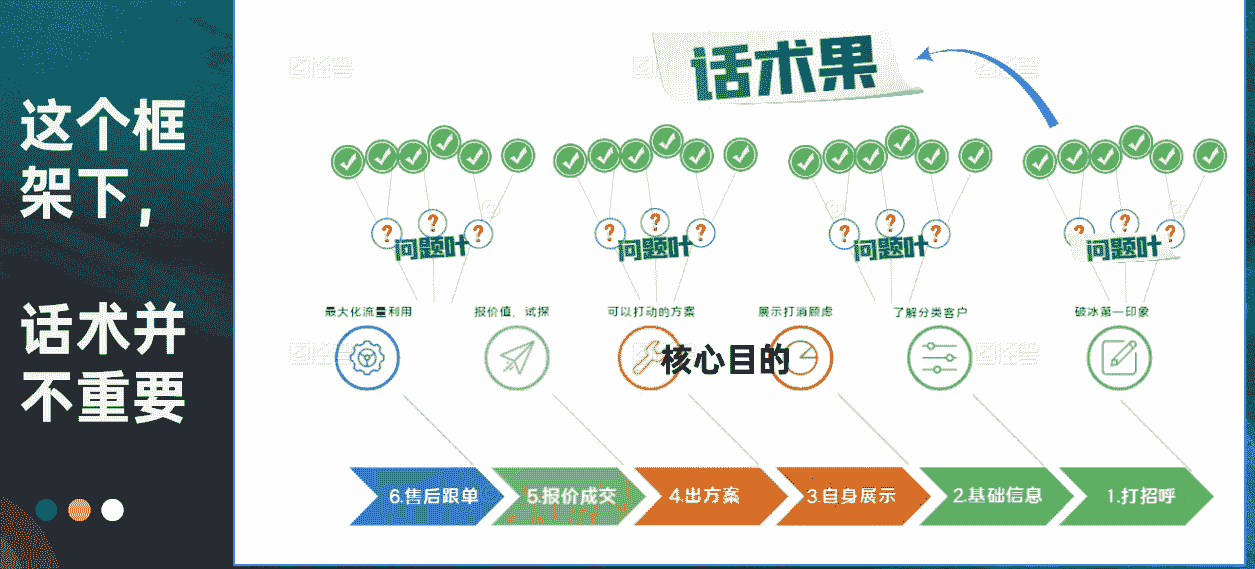 这个框
架下，
话术并
不重要
话术果
问题叶
问题叶
问题叶
问题叶
最大化流量利用
报价值，试探
可以打动的方案
展示打消顾虑
了解分类客户
破冰第一印象
核心目的
6.售后跟单
5.报价成交
4.出方案
3.自身展示
2.基础信息
1.打招呼